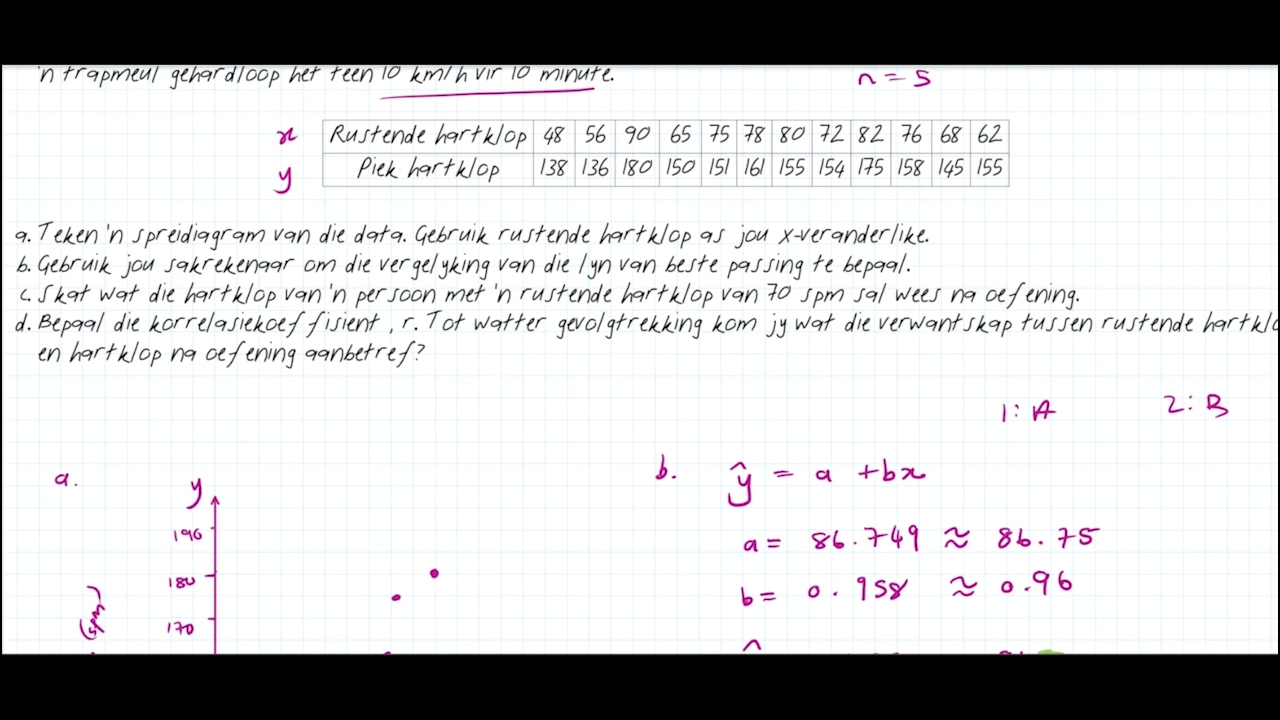 'n trapmeul gehardloop het teen 10 km/h vir 10 minute.
n = 5
x Rustende hartklop 48 56 90 65 75 78 80 72 82 76 68 62
y Piek hartklop 138 136 180 150 151 161 155 154 175 158 145 155
a. Teken 'n spreidiagram van die data. Gebruik rustende hartklop as jou x-veranderlike.
b. Gebruik jou sakrekenaar om die vergelyking van die lyn van beste passing te bepaal.
c. Skat wat die hartklop van 'n persoon met 'n rustende hartklop van 70 spm sal wees na oefening.
d. Bepaal die korrelasiekoeffisient, r. Tot watter gevolgtrekking kom jy wat die verwantskap tussen rustende hartklo
en hartklop na oefening aanbetref?
1: A 2: B
a.
y
190
180
170
(spm)
b. ŷ = a + bx
a = 86.749 ≈ 86.75
b = 0.958 ≈ 0.96